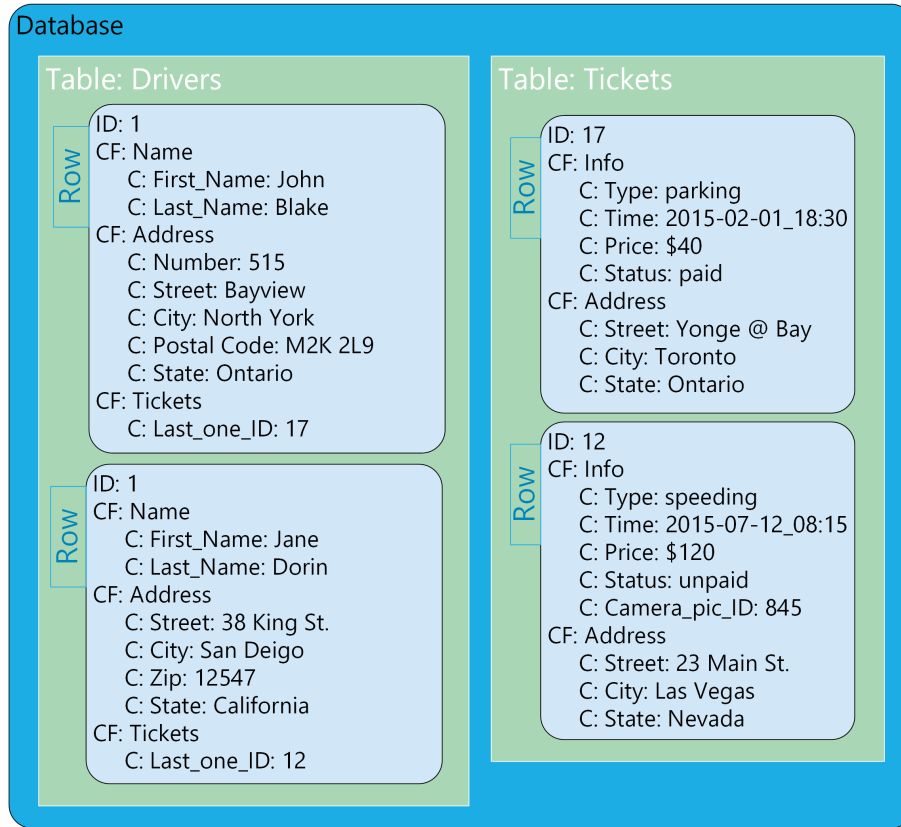 Database
Table: Drivers
Row
ID: 1
CF: Name
C: First_Name: John
C: Last_Name: Blake
CF: Address
C: Number: 515
C: Street: Bayview
C: City: North York
C: Postal Code: M2K 2L9
C: State: Ontario
CF: Tickets
C: Last_one_ID: 17
Row
ID: 1
CF: Name
C: First_Name: Jane
C: Last_Name: Dorin
CF: Address
C: Street: 38 King St.
C: City: San Deigo
C: Zip: 12547
C: State: California
CF: Tickets
C: Last_one_ID: 12
Table: Tickets
Row
ID: 17
CF: Info
C: Type: parking
C: Time: 2015-02-01_18:30
C: Price: $40
C: Status: paid
CF: Address
C: Street: Yonge @ Bay
C: City: Toronto
C: State: Ontario
Row
ID: 12
CF: Info
C: Type: speeding
C: Time: 2015-07-12_08:15
C: Price: $120
C: Status: unpaid
C: Camera_pic_ID: 845
CF: Address
C: Street: 23 Main St.
C: City: Las Vegas
C: State: Nevada